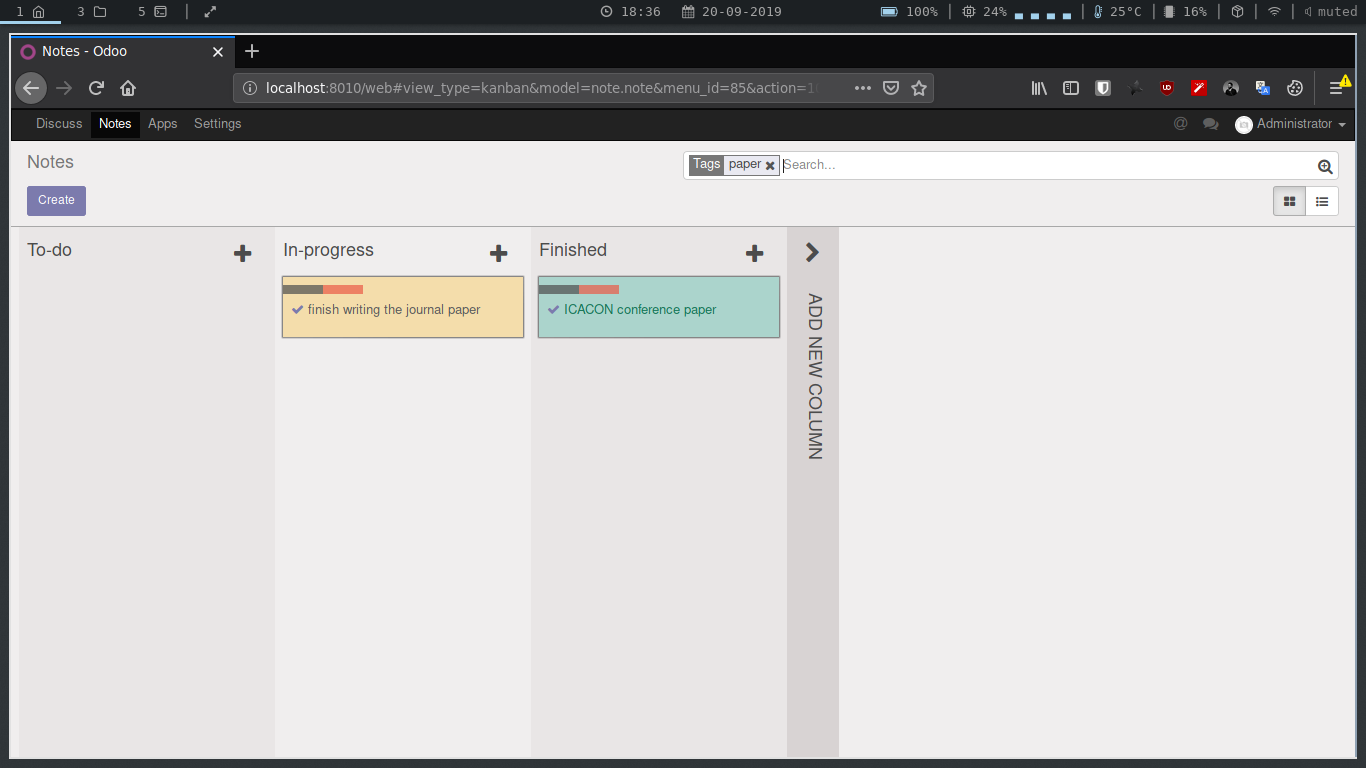 1 3 5 18:36 20-09-2019 100% 24% 25°C 16% muted
Notes - Odoo
localhost:8010/web#view_type=kanban&model=note.note&menu_id=85&action=1
Discuss Notes Apps Settings @ Administrator
Notes Tags paper Search...
Create
To-do In-progress Finished
finish writing the journal paper ICACON conference paper
ADD NEW COLUMN